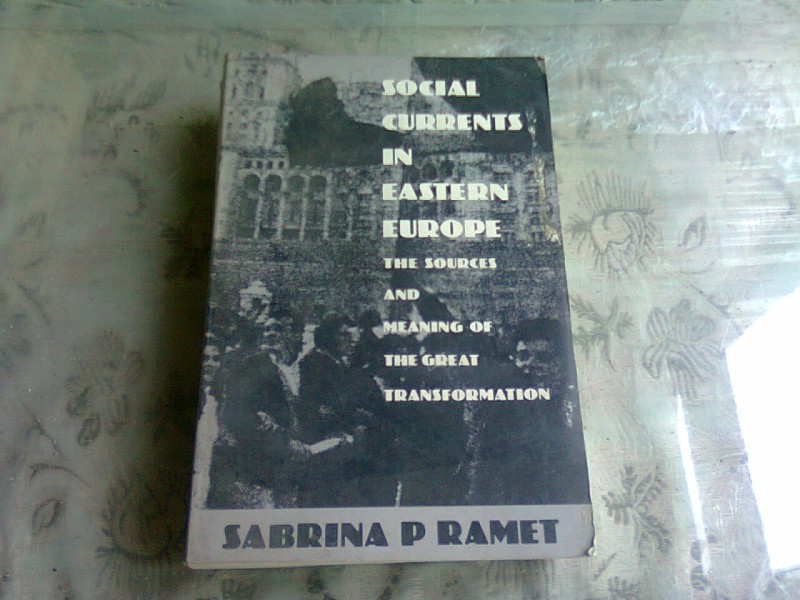 SOCIAL
CURRENTS
IN
EASTERN
EUROPE
THE SOURCES
AND
MEANING OF
THE GREAT
TRANSFORMATION
SABRINA P RAMET